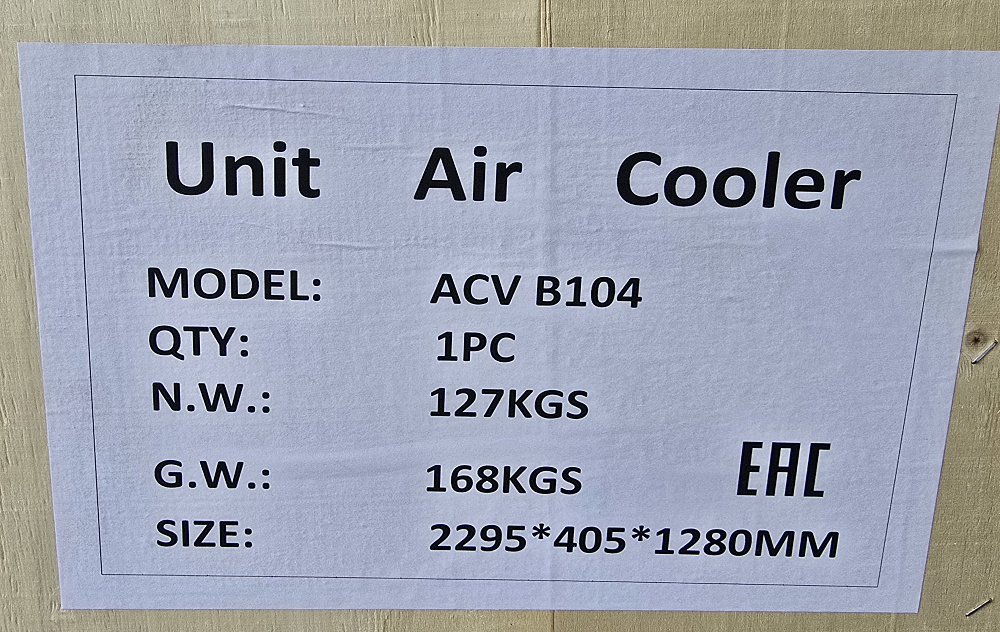 Unit Air Cooler
MODEL: ACV B104
QTY: 1PC
N.W.: 127KGS
G.W.: 168KGS
EAC
SIZE: 2295*405*1280MM